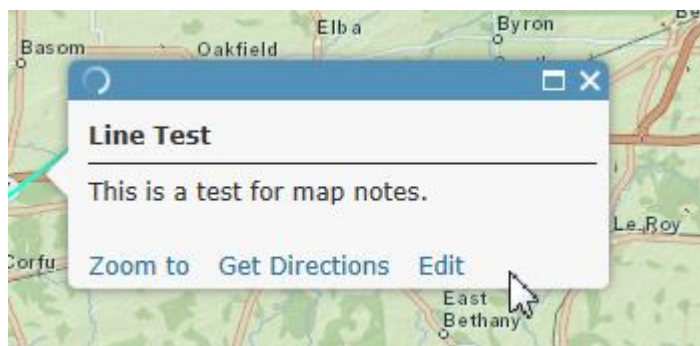 Elba
Byron
Basom
Oakfield
Line Test
This is a test for map notes.
Le Roy
Corfu
Zoom to Get Directions Edit
East
Bethany